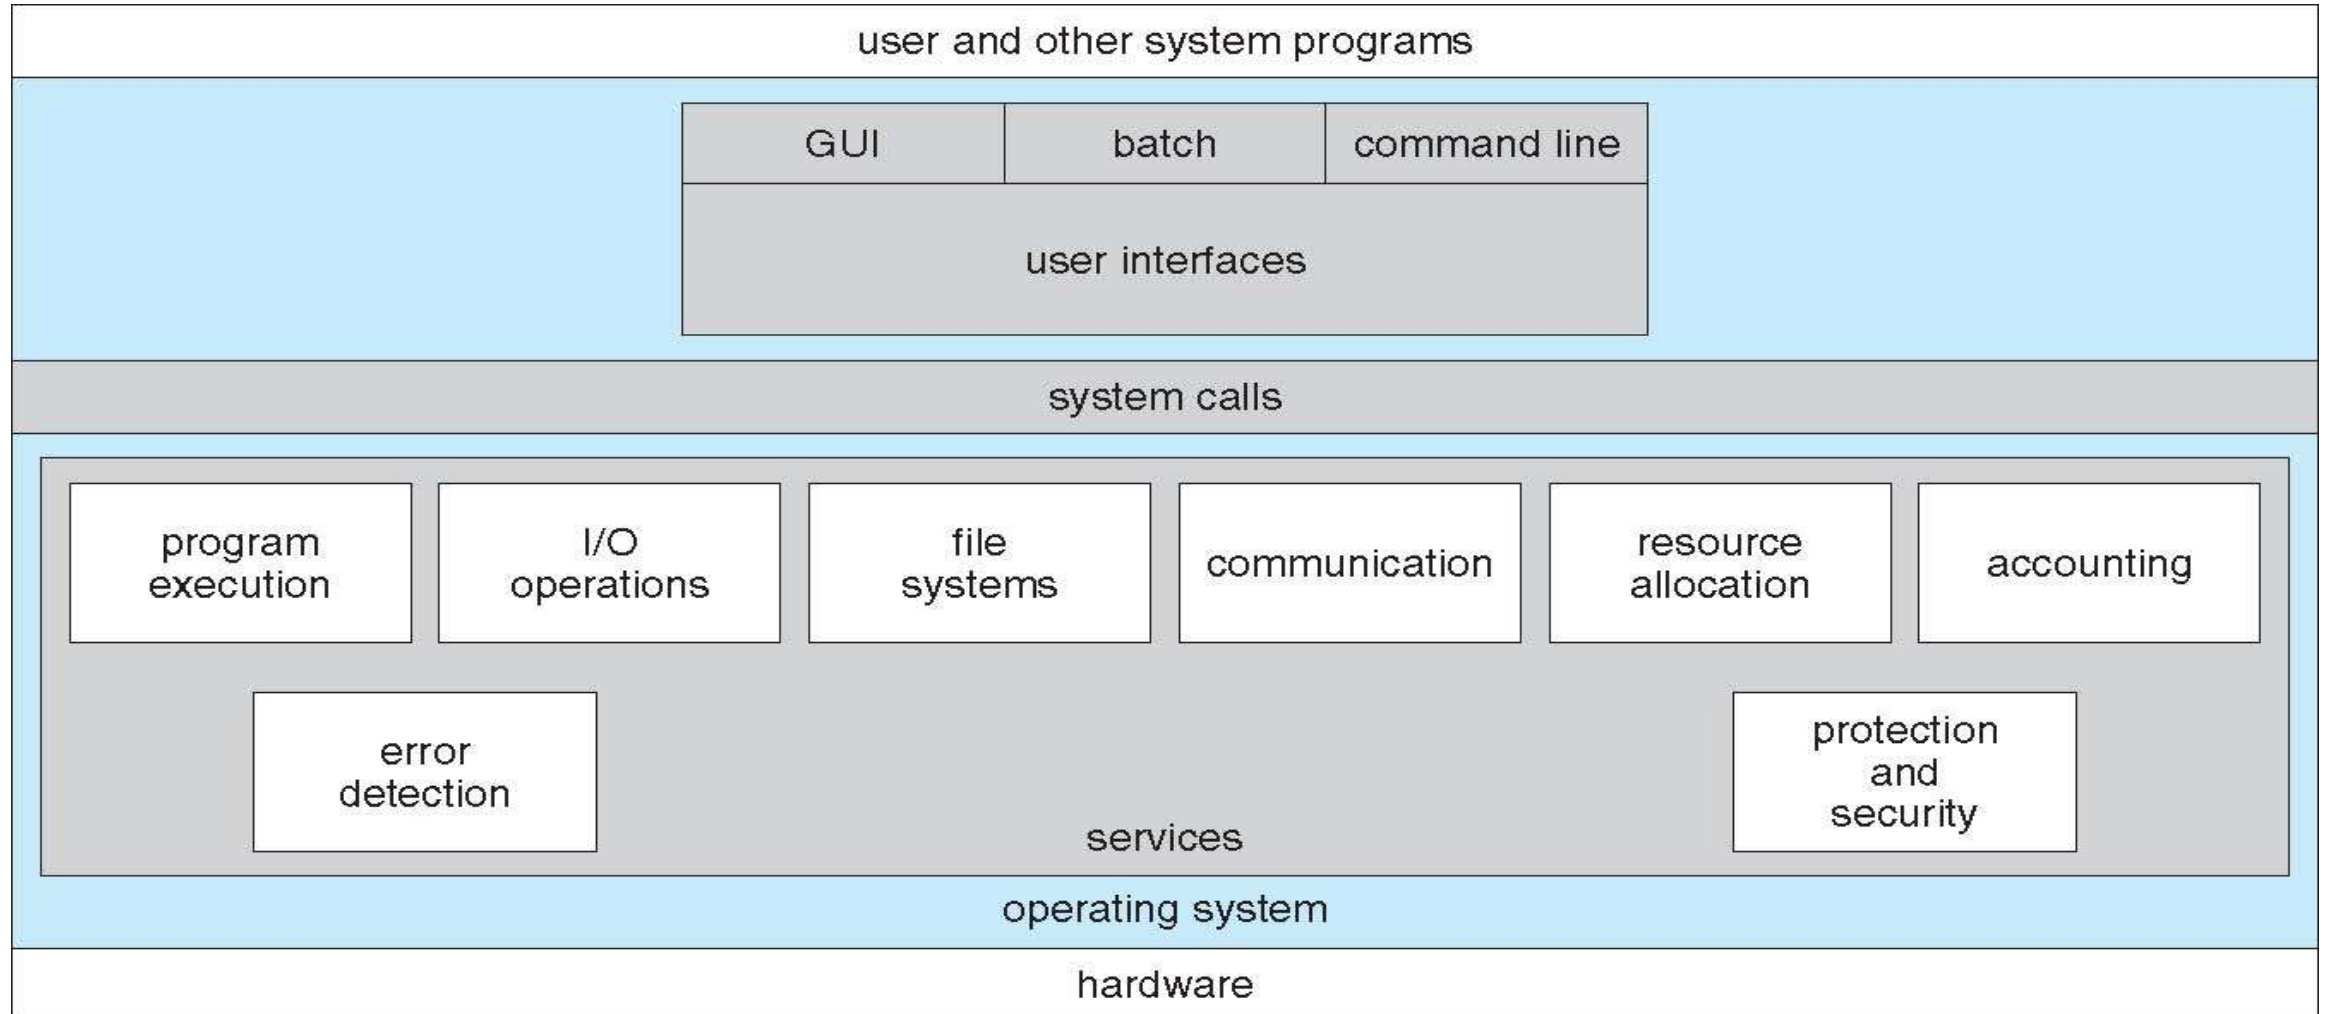 user and other system programs
GUI
batch
command line
user interfaces
system calls
program
execution
I/O
operations
file
systems
communication
resource
allocation
accounting
error
detection
protection
and
security
services
operating system
hardware